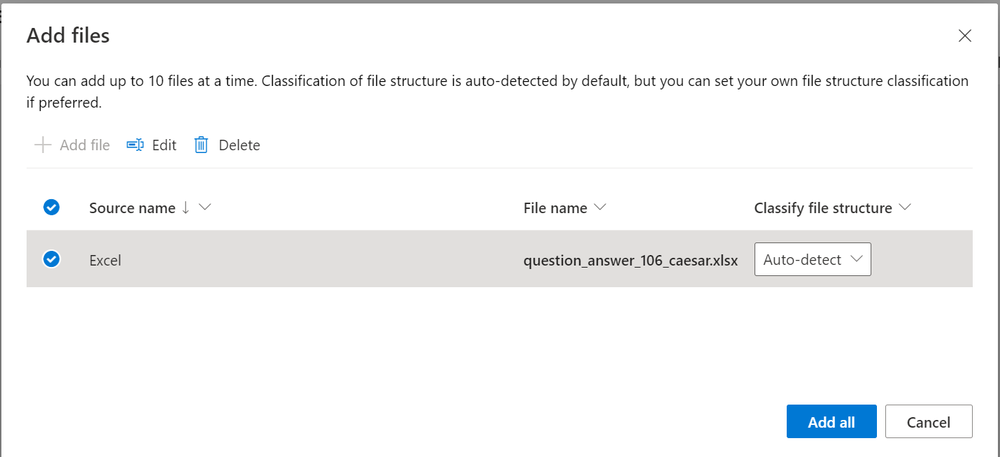 Add files
You can add up to 10 files at a time. Classification of file structure is auto-detected by default, but you can set your own file structure classification
if preferred.
Add file Edit Delete
Source name File name Classify file structure
Excel question_answer_106_caesar.xlsx Auto-detect
Add all Cancel